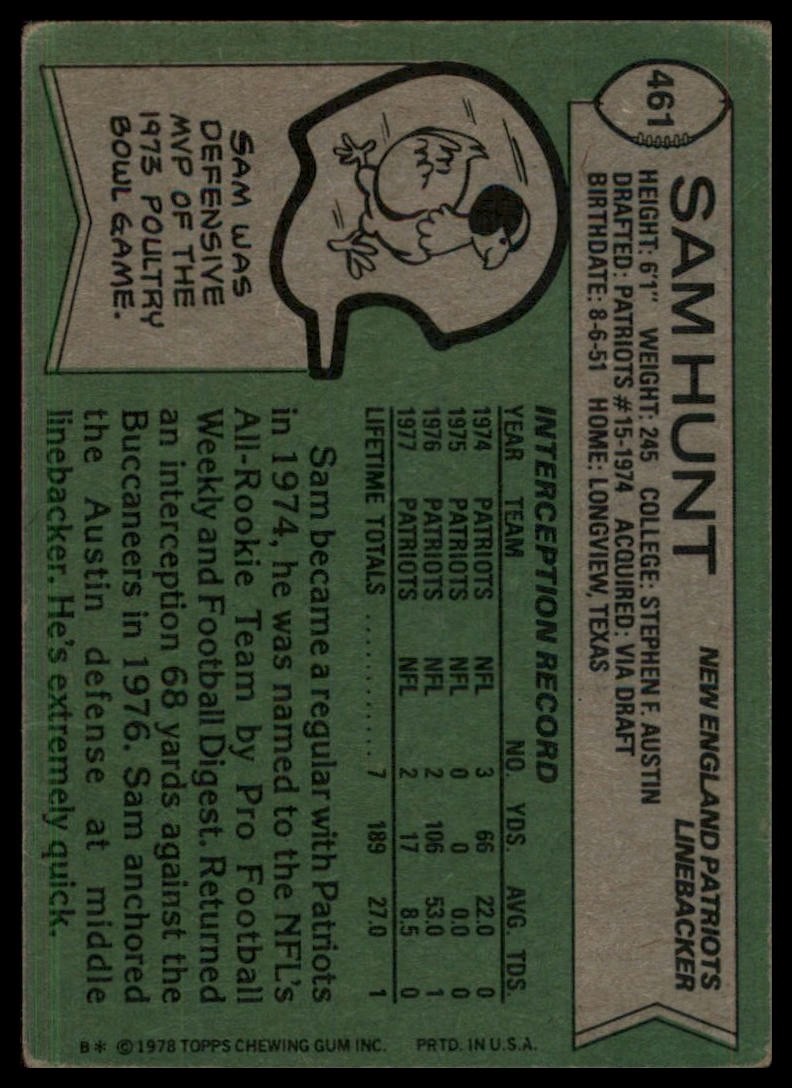 461
SAM HUNT
NEW ENGLAND PATRIOTS
LINEBACKER
HEIGHT: 6'1" WEIGHT: 245 COLLEGE: STEPHEN F. AUSTIN
DRAFTED: PATRIOTS #15-1974 ACQUIRED: VIA DRAFT
BIRTHDATE: 8-6-51 HOME: LONGVIEW, TEXAS
SAM WAS
DEFENSIVE
MVP OF THE
1973 POULTRY
BOWL GAME.
INTERCEPTION RECORD
YEAR TEAM NO. YDS. AVG. TDS.
1974 PATRIOTS NFL 3 66 22.0 0
1975 PATRIOTS NFL 0 0 0.0 0
1976 PATRIOTS NFL 2 106 53.0 1
1977 PATRIOTS NFL 2 17 8.5 0
LIFETIME TOTALS ............ 7 189 27.0 1
Sam became a regular with Patriots
in 1974, he was named to the NFL's
All-Rookie Team by Pro Football
Weekly and Football Digest. Returned
an interception 68 yards against the
Buccaneers in 1976. Sam anchored
the Austin defense at middle
linebacker. He's extremely quick.
B* ©1978 TOPPS CHEWING GUM INC. PRTD. IN U.S.A.